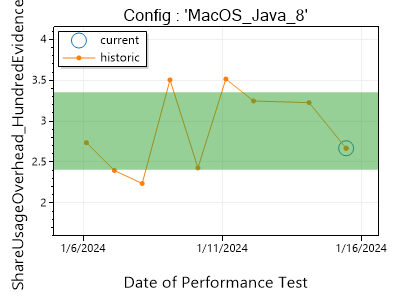 Config : 'MacOS_Java_8'
current
historic
ShareUsageOverhead_HundredEvidence
4
3.5
3
2.5
2
1/6/2024
1/11/2024
1/16/2024
Date of Performance Test